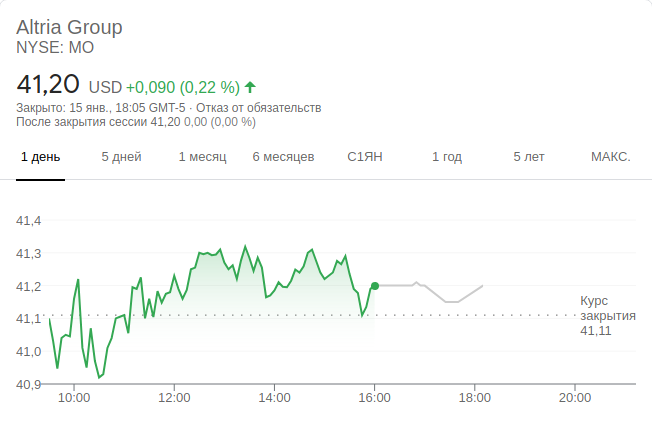 Altria Group
NYSE: MO
41,20 USD +0,090 (0,22 %)
Закрыто: 15 янв., 18:05 GMT-5 · Отказ от обязательств
После закрытия сессии 41,20 0,00 (0,00 %)
1 день 5 дней 1 месяц 6 месяцев С1ЯН 1 год 5 лет МАКС.
41,4
41,3
41,2
41,1
41,0
40,9
Курс
закрытия
41,11
10:00 12:00 14:00 16:00 18:00 20:00